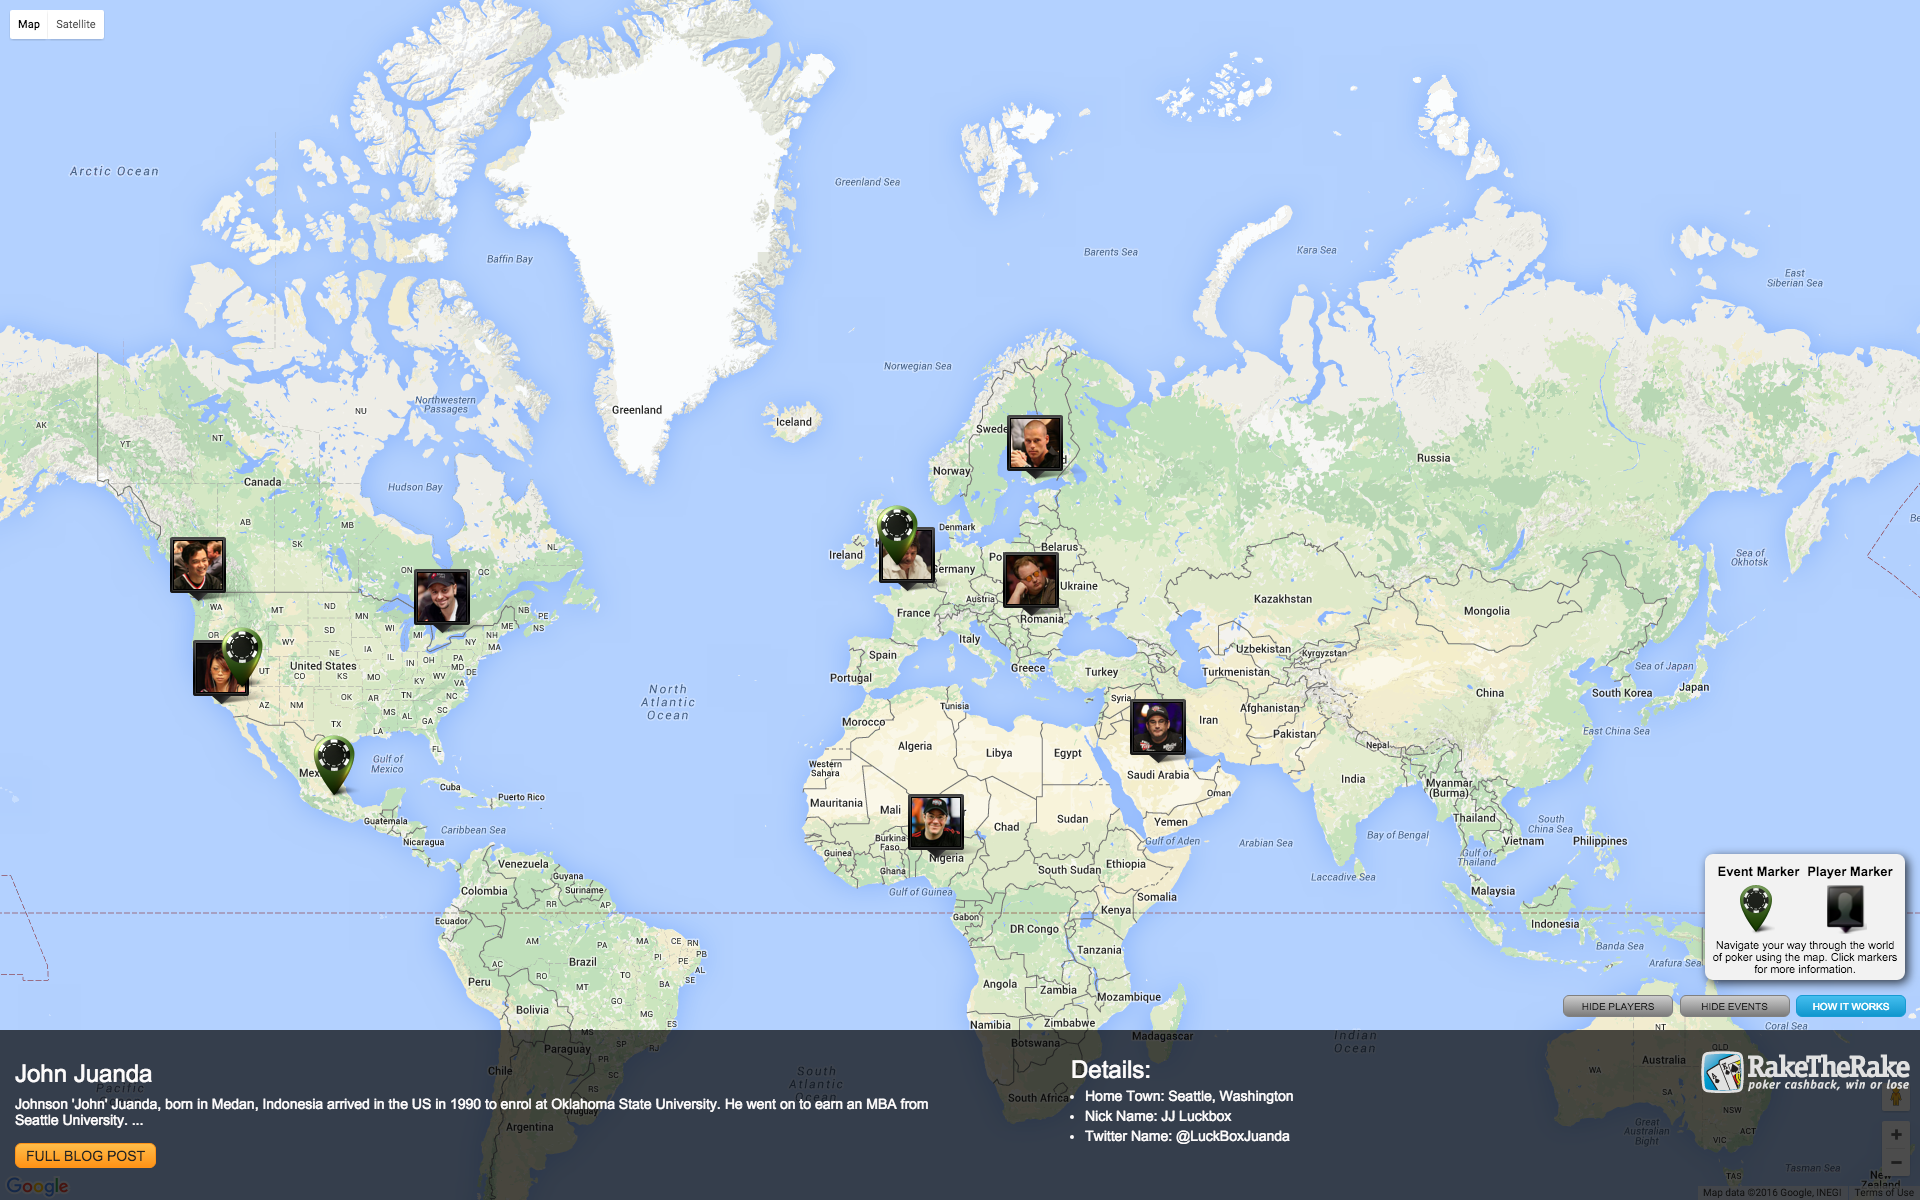 Map Satellite
Arctic Ocean
Greenland Sea
Baffin Bay
Barents Sea
Kara Sea
East
Siberian Sea
Norwegian Sea
Northwestern
Passages
NU
Greenland
Iceland
AK
YT
NT
Swede
Norway
Russia
Canada
Hudson Bay
AB
MB
SK
NL
ON
QC
Denmark
Ireland
Po
Belarus
Germany
Ukraine
Sea of
Okhotsk
Kazakhstan
Mongolia
WA
MT
ND
MN
NB
PE
NS
France
Austria
Romania
OR
SD
WI
MI
NY
NH
ME
MA
WY
NE
IA
IL
IN
OH
PA
MD
DE
Italy
Spain
Portugal
Greece
Turkey
Uzbekistan
Kyrgyzstan
Turkmenistan
Sea of Japan
United States
UT
CO
KS
MO
KY
WV
VA
China
South Korea
Japan
North
Atlantic
Ocean
AZ
NM
OK
AR
TN
NC
MS
AL
SC
GA
TX
LA
FL
Tunisia
Syria
Iran
Afghanistan
Pakistan
Morocco
Algeria
Libya
Egypt
Nepal
East China Sea
Gulf of
Mexico
Mex
Western
Sahara
Saudi Arabia
India
Myanmar
(Burma)
Cuba
Puerto Rico
Mauritania
Mali
Chad
Sudan
Oman
Yemen
Thailand
South
China Sea
Guatemala
Caribbean Sea
Nicaragua
Burkina
Faso
Guinea
Nigeria
Gulf of Aden
Arabian Sea
Bay of Bengal
Vietnam
Philippines
Gulf of
Thailand
Venezuela
Guyana
Suriname
Colombia
Ghana
Gulf of Guinea
South Sudan
Ethiopia
Somalia
Laccadive Sea
Malaysia
RR
AP
Ecuador
Gabon
Kenya
DR Congo
Indonesia
AM
PA
MA
CE
RN
PB
PI
PE
AL
SE
Tanzania
Banda Sea
Arafura Sea
AC
RO
Brazil
TO
BA
Peru
MT
GO
Angola
Zambia
Mozambique
Bolivia
MG
ES
MS
Namibia
Zimbabwe
Madagascar
Botswana
Event Marker Player Marker
Navigate your way through the world
of poker using the map. Click markers
for more information.
HIDE PLAYERS HIDE EVENTS HOW IT WORKS
NT
Coral Sea
QLD
Paraguay
PR
SP
RJ
SC
RS
Chile
Uruguay
Argentina
Pacific
South
Atlantic
Ocean
South Africa
Indian
Ocean
Australia
WA
SA
NSW
ACT
VIC
TAS
Great
Australian
Bight
Tasman Sea
New
Zealand
John Juanda
Johnson 'John' Juanda, born in Medan, Indonesia arrived in the US in 1990 to enrol at Oklahoma State University. He went on to earn an MBA from
Seattle University. ...
FULL BLOG POST
Details:
• Home Town: Seattle, Washington
• Nick Name: JJ Luckbox
• Twitter Name: @LuckBoxJuanda
RakeTheRake
poker cashback, win or lose
Google
Map data ©2016 Google, INEGI Terms of Use